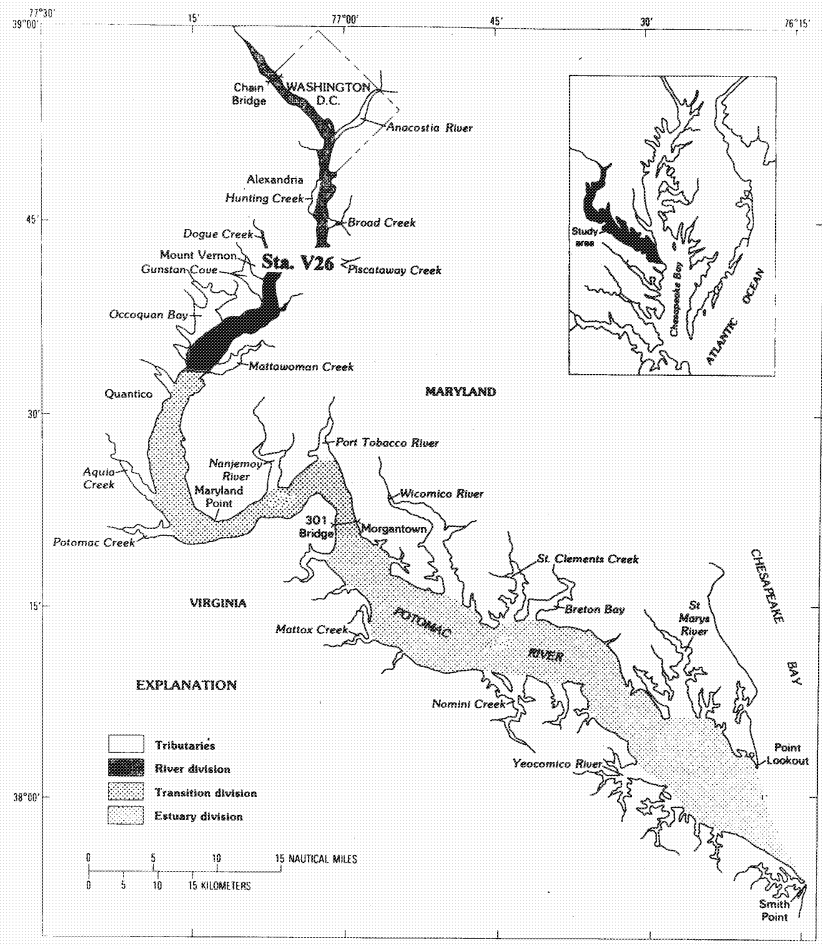 77°30'
15'
77°00'
45'
30'
76°15'
39°00'
Chain
Bridge
WASHINGTON
D.C.
Anacostia River
Alexandria
Hunting Creek
45'
Broad Creek
Dogue Creek
Mount Vernon
Sta. V26
Gunstan Cove
Piscataway Creek
Occoquan Bay
Mattawoman Creek
Quantico
MARYLAND
30'
Port Tobacco River
Nanjemoy
River
Aquia
Creek
Maryland
Point
Wicomico River
301
Bridge
Morgantown
Potomac Creek
St. Clements Creek
CHESAPEAKE
BAY
VIRGINIA
15'
Breton Bay
St
Marys
River
POTOMAC
RIVER
Mattox Creek
Nomini Creek
Yeocomico River
Point
Lookout
38°00'
Smith
Point
EXPLANATION
Tributaries
River division
Transition division
Estuary division
0 5 10 15 NAUTICAL MILES
0 5 10 15 KILOMETERS
Study
area
Chesapeake Bay
ATLANTIC OCEAN